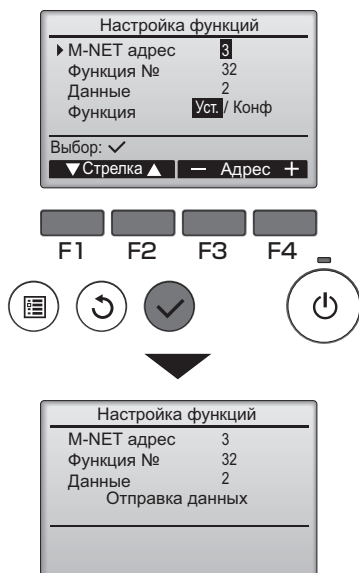 Настройка функций
M-NET адрес 3
Функция № 32
Данные 2
Функция Уст. / Конф
Выбор: ✓
▼Стрелка▲ — Адрес +
F1 F2 F3 F4
Настройка функций
M-NET адрес 3
Функция № 32
Данные 2
Отправка данных